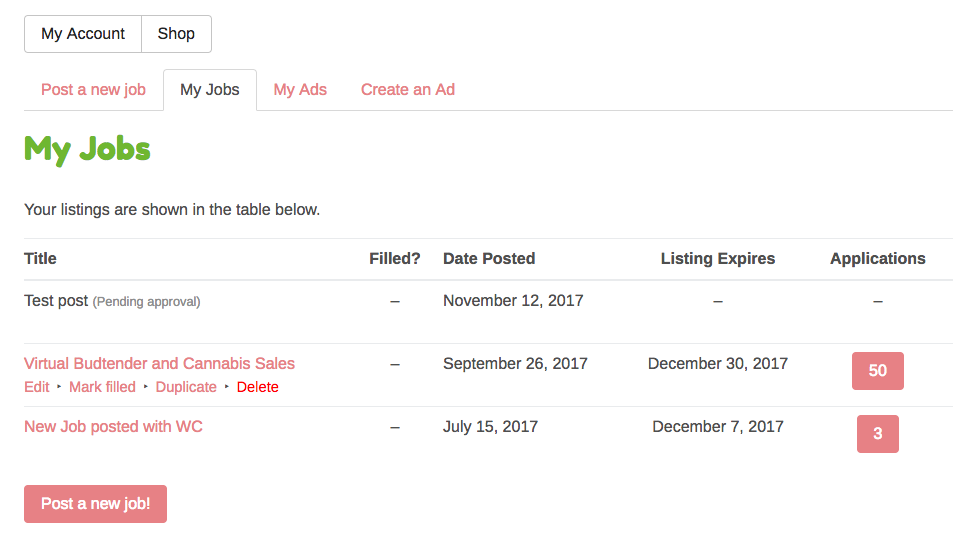 My Account Shop
Post a new job My Jobs My Ads Create an Ad
My Jobs
Your listings are shown in the table below.
Title Filled? Date Posted Listing Expires Applications
Test post (Pending approval) – November 12, 2017 – –
Virtual Budtender and Cannabis Sales – September 26, 2017 December 30, 2017 50
Edit ‣ Mark filled ‣ Duplicate ‣ Delete
New Job posted with WC – July 15, 2017 December 7, 2017 3
Post a new job!